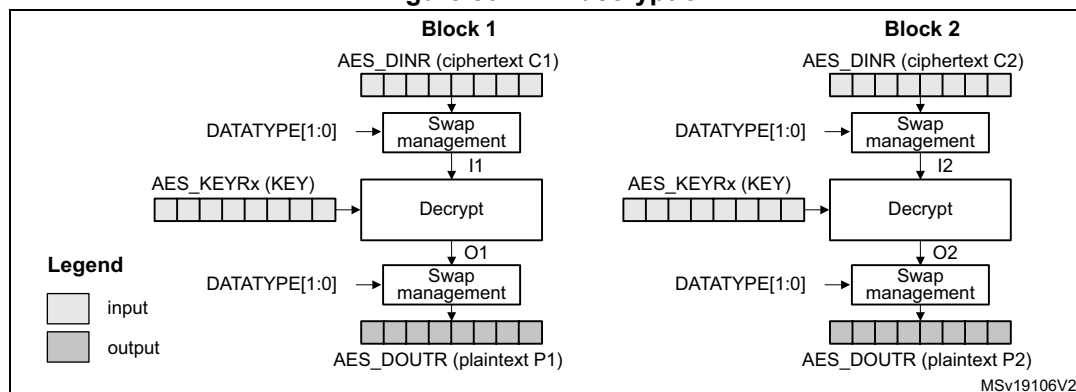 Block 1
AES_DINR (ciphertext C1)
DATATYPE[1:0]
Swap
management
I1
AES_KEYRx (KEY)
Decrypt
O1
DATATYPE[1:0]
Swap
management
AES_DOUTR (plaintext P1)
Block 2
AES_DINR (ciphertext C2)
DATATYPE[1:0]
Swap
management
I2
AES_KEYRx (KEY)
Decrypt
O2
DATATYPE[1:0]
Swap
management
AES_DOUTR (plaintext P2)
Legend
input
output
MSv19106V2